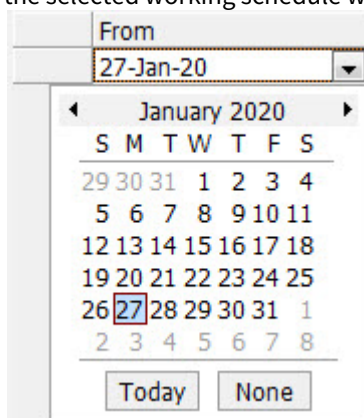 the selected working schedule w
From
27-Jan-20
January 2020
S M T W T F S
29 30 31 1 2 3 4
5 6 7 8 9 10 11
12 13 14 15 16 17 18
19 20 21 22 23 24 25
26 27 28 29 30 31 1
2 3 4 5 6 7 8
Today None